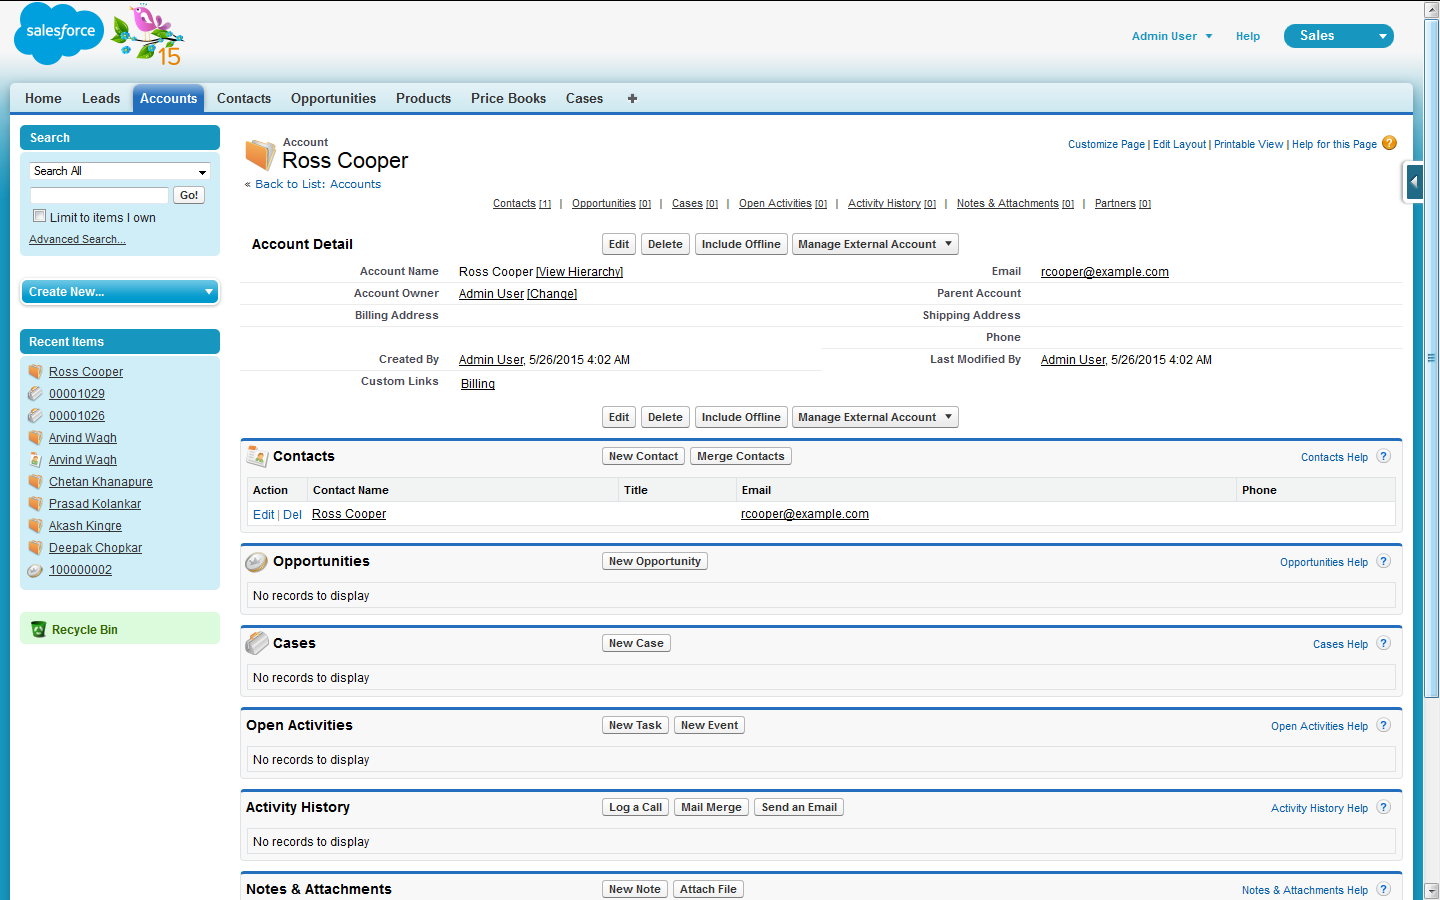 salesforce
15
Admin User
Help
Sales
Home
Leads
Accounts
Contacts
Opportunities
Products
Price Books
Cases
+
Search
Search All
Go!
Limit to items I own
Advanced Search...
Create New...
Recent Items
Ross Cooper
00001029
00001026
Arvind Wagh
Arvind Wagh
Chetan Khanapure
Prasad Kolankar
Akash Kingre
Deepak Chopkar
100000002
Recycle Bin
Account
Ross Cooper
« Back to List: Accounts
Customize Page | Edit Layout | Printable View | Help for this Page ?
Contacts [1] | Opportunities [0] | Cases [0] | Open Activities [0] | Activity History [0] | Notes & Attachments [0] | Partners [0]
Account Detail
Edit Delete Include Offline Manage External Account
Account Name Ross Cooper [View Hierarchy] Email rcooper@example.com
Account Owner Admin User [Change] Parent Account
Billing Address Shipping Address
Phone
Created By Admin User, 5/26/2015 4:02 AM Last Modified By Admin User, 5/26/2015 4:02 AM
Custom Links Billing
Edit Delete Include Offline Manage External Account
Contacts New Contact Merge Contacts Contacts Help ?
Action Contact Name Title Email Phone
Edit | Del Ross Cooper rcooper@example.com
Opportunities New Opportunity Opportunities Help ?
No records to display
Cases New Case Cases Help ?
No records to display
Open Activities New Task New Event Open Activities Help ?
No records to display
Activity History Log a Call Mail Merge Send an Email Activity History Help ?
No records to display
Notes & Attachments New Note Attach File Notes & Attachments Help ?